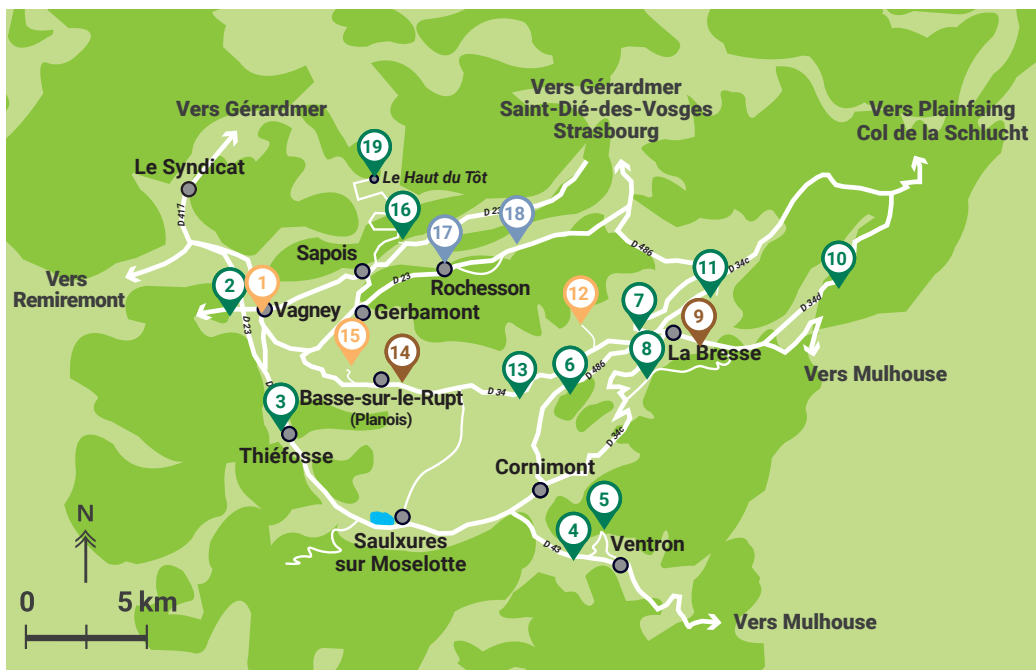 Vers Gérardmer
Vers Gérardmer
Saint-Dié-des-Vosges
Strasbourg
Vers Plainfaing
Col de la Schlucht
19
Le Haut du Tôt
Le Syndicat
D 417
16
D 23
17
18
Sapois
D 23
Rochesson
D 486
11
D 34c
10
D 34d
Vers
Remiremont
2
1
Vagney
Gerbamont
D 23
12
7
9
La Bresse
15
14
13
6
D 486
8
Vers Mulhouse
Basse-sur-le-Rupt
(Planois)
D 34
3
Thiéfosse
D 34c
Cornimont
5
4
D 43
Ventron
Saulxures
sur Moselotte
N
0
5 km
Vers Mulhouse